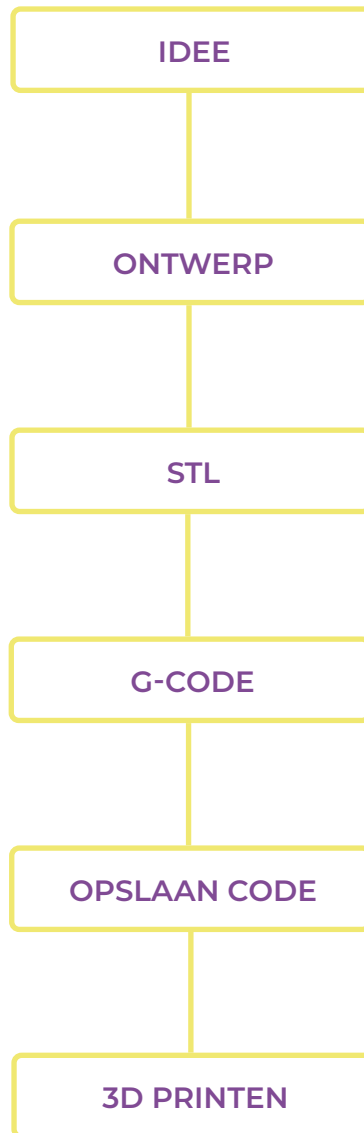 IDEE
ONTWERP
STL
G-CODE
OPSLAAN CODE
3D PRINTEN